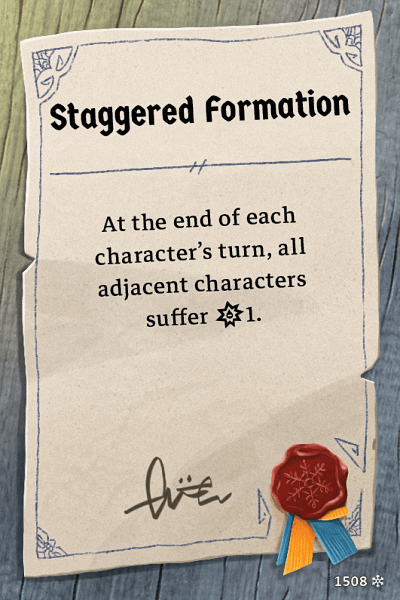 Staggered Formation
At the end of each
character's turn, all
adjacent characters
suffer 1.
1508